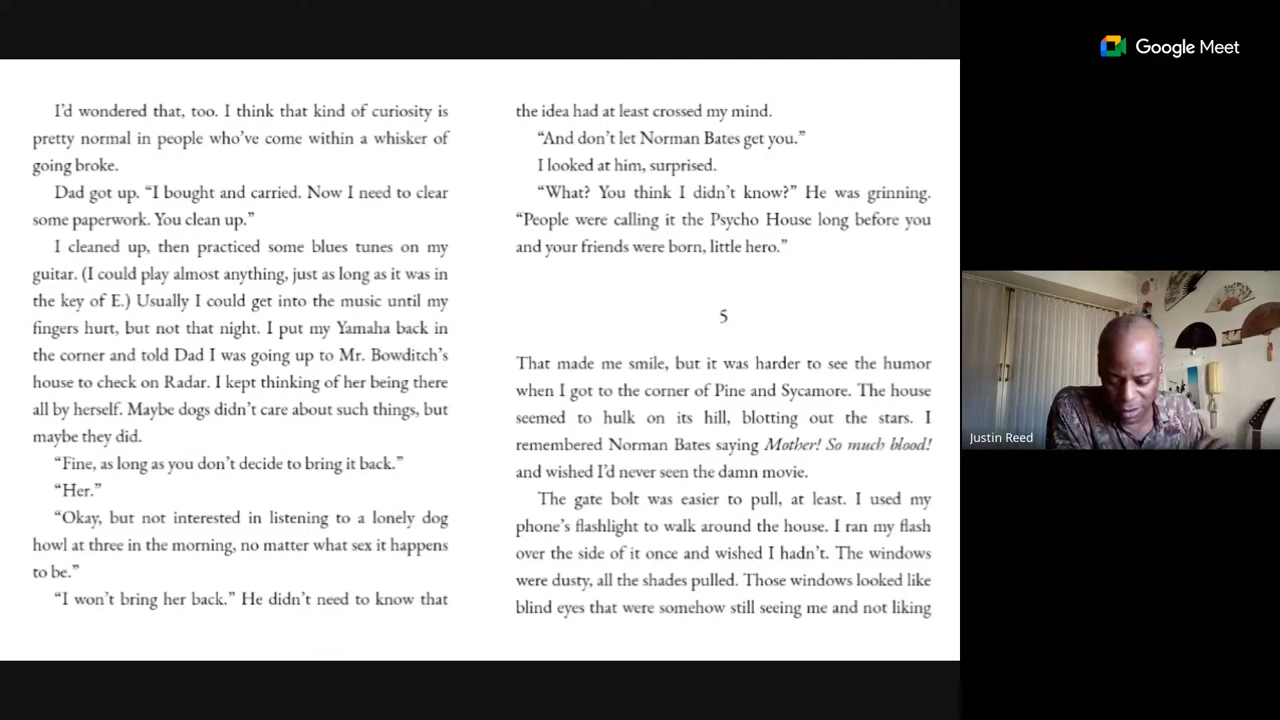 I'd wondered that, too. I think that kind of curiosity is
pretty normal in people who've come within a whisker of
going broke.
Dad got up. “I bought and carried. Now I need to clear
some paperwork. You clean up.”
I cleaned up, then practiced some blues tunes on my
guitar. (I could play almost anything, just as long as it was in
the key of E.) Usually I could get into the music until my
fingers hurt, but not that night. I put my Yamaha back in
the corner and told Dad I was going up to Mr. Bowditch’s
house to check on Radar. I kept thinking of her being there
all by herself. Maybe dogs didn’t care about such things, but
maybe they did.
“Fine, as long as you don’t decide to bring it back.”
“Her.”
“Okay, but not interested in listening to a lonely dog
howl at three in the morning, no matter what sex it happens
to be.”
“I won’t bring her back.” He didn’t need to know that
the idea had at least crossed my mind.
“And don’t let Norman Bates get you.”
I looked at him, surprised.
“What? You think I didn’t know?” He was grinning.
“People were calling it the Psycho House long before you
and your friends were born, little hero.”
5
That made me smile, but it was harder to see the humor
when I got to the corner of Pine and Sycamore. The house
seemed to hulk on its hill, blotting out the stars. I
remembered Norman Bates saying Mother! So much blood!
and wished I’d never seen the damn movie.
The gate bolt was easier to pull, at least. I used my
phone’s flashlight to walk around the house. I ran my flash
over the side of it once and wished I hadn’t. The windows
were dusty, all the shades pulled. Those windows looked like
blind eyes that were somehow still seeing me and not liking
Google Meet
Justin Reed